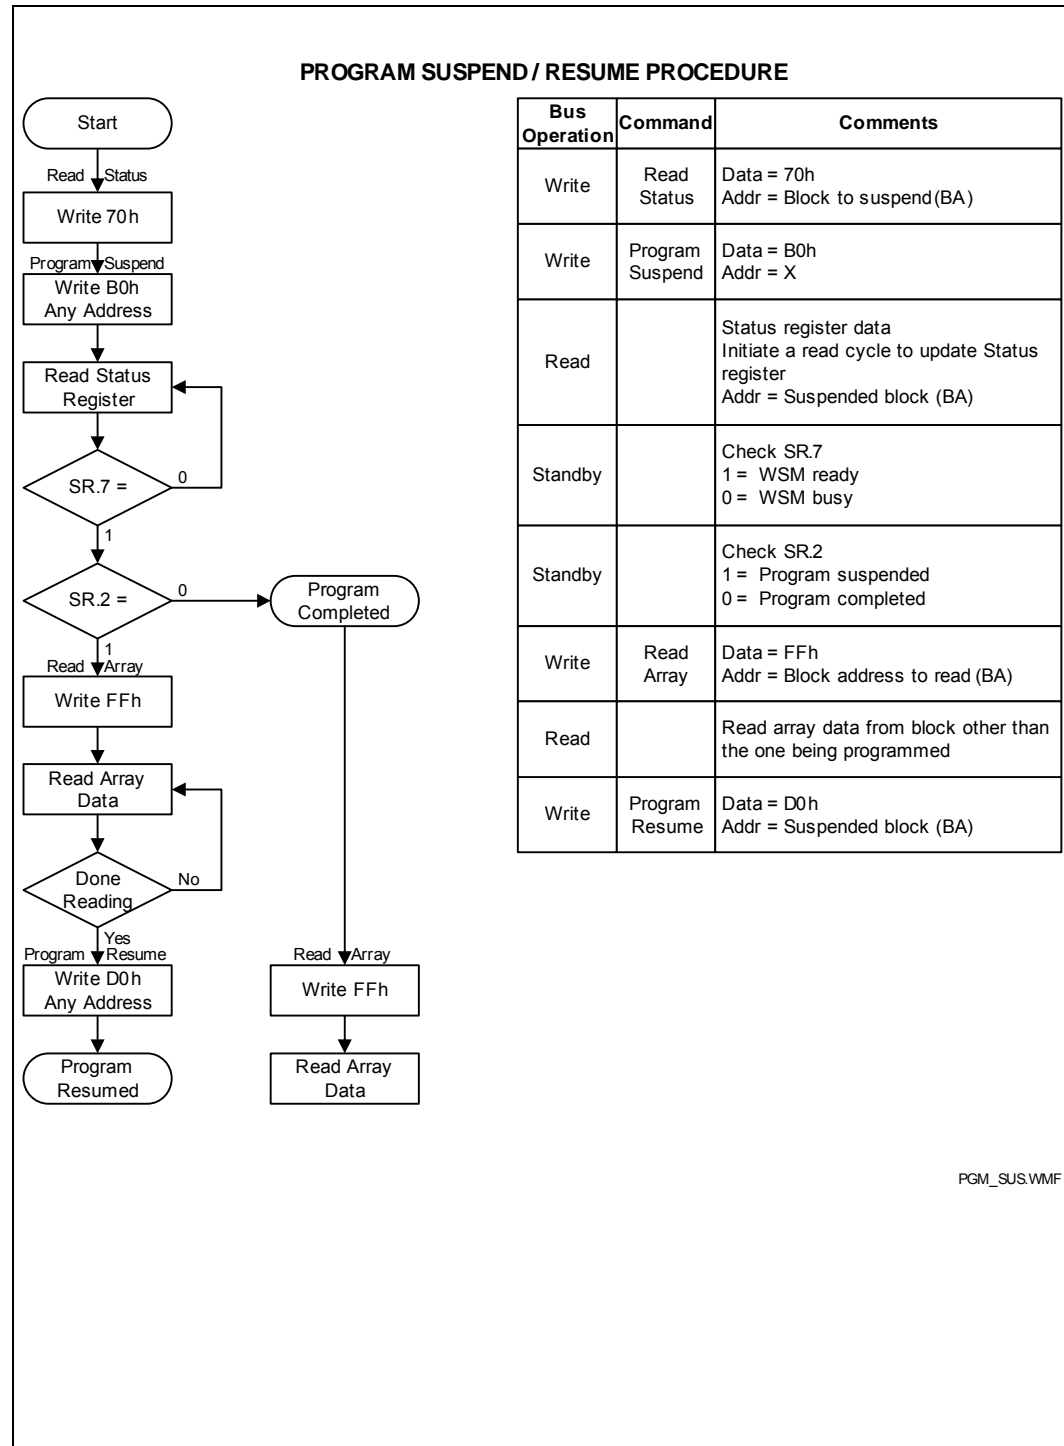 PROGRAM SUSPEND / RESUME PROCEDURE
Start
Read Status
Write 70h
Program Suspend
Write B0h
Any Address
Read Status
Register
SR.7 =
0
1
SR.2 =
0
Program
Completed
1
Read Array
Write FFh
Read Array
Data
Done
Reading
No
Yes
Program Resume
Write D0h
Any Address
Program
Resumed
Read Array
Write FFh
Read Array
Data
Bus
Operation
Command
Comments
Write
Read
Status
Data = 70h
Addr = Block to suspend (BA)
Write
Program
Suspend
Data = B0h
Addr = X
Read
Status register data
Initiate a read cycle to update Status
register
Addr = Suspended block (BA)
Standby
Check SR.7
1 = WSM ready
0 = WSM busy
Standby
Check SR.2
1 = Program suspended
0 = Program completed
Write
Read
Array
Data = FFh
Addr = Block address to read (BA)
Read
Read array data from block other than
the one being programmed
Write
Program
Resume
Data = D0h
Addr = Suspended block (BA)
PGM_SUS.WMF